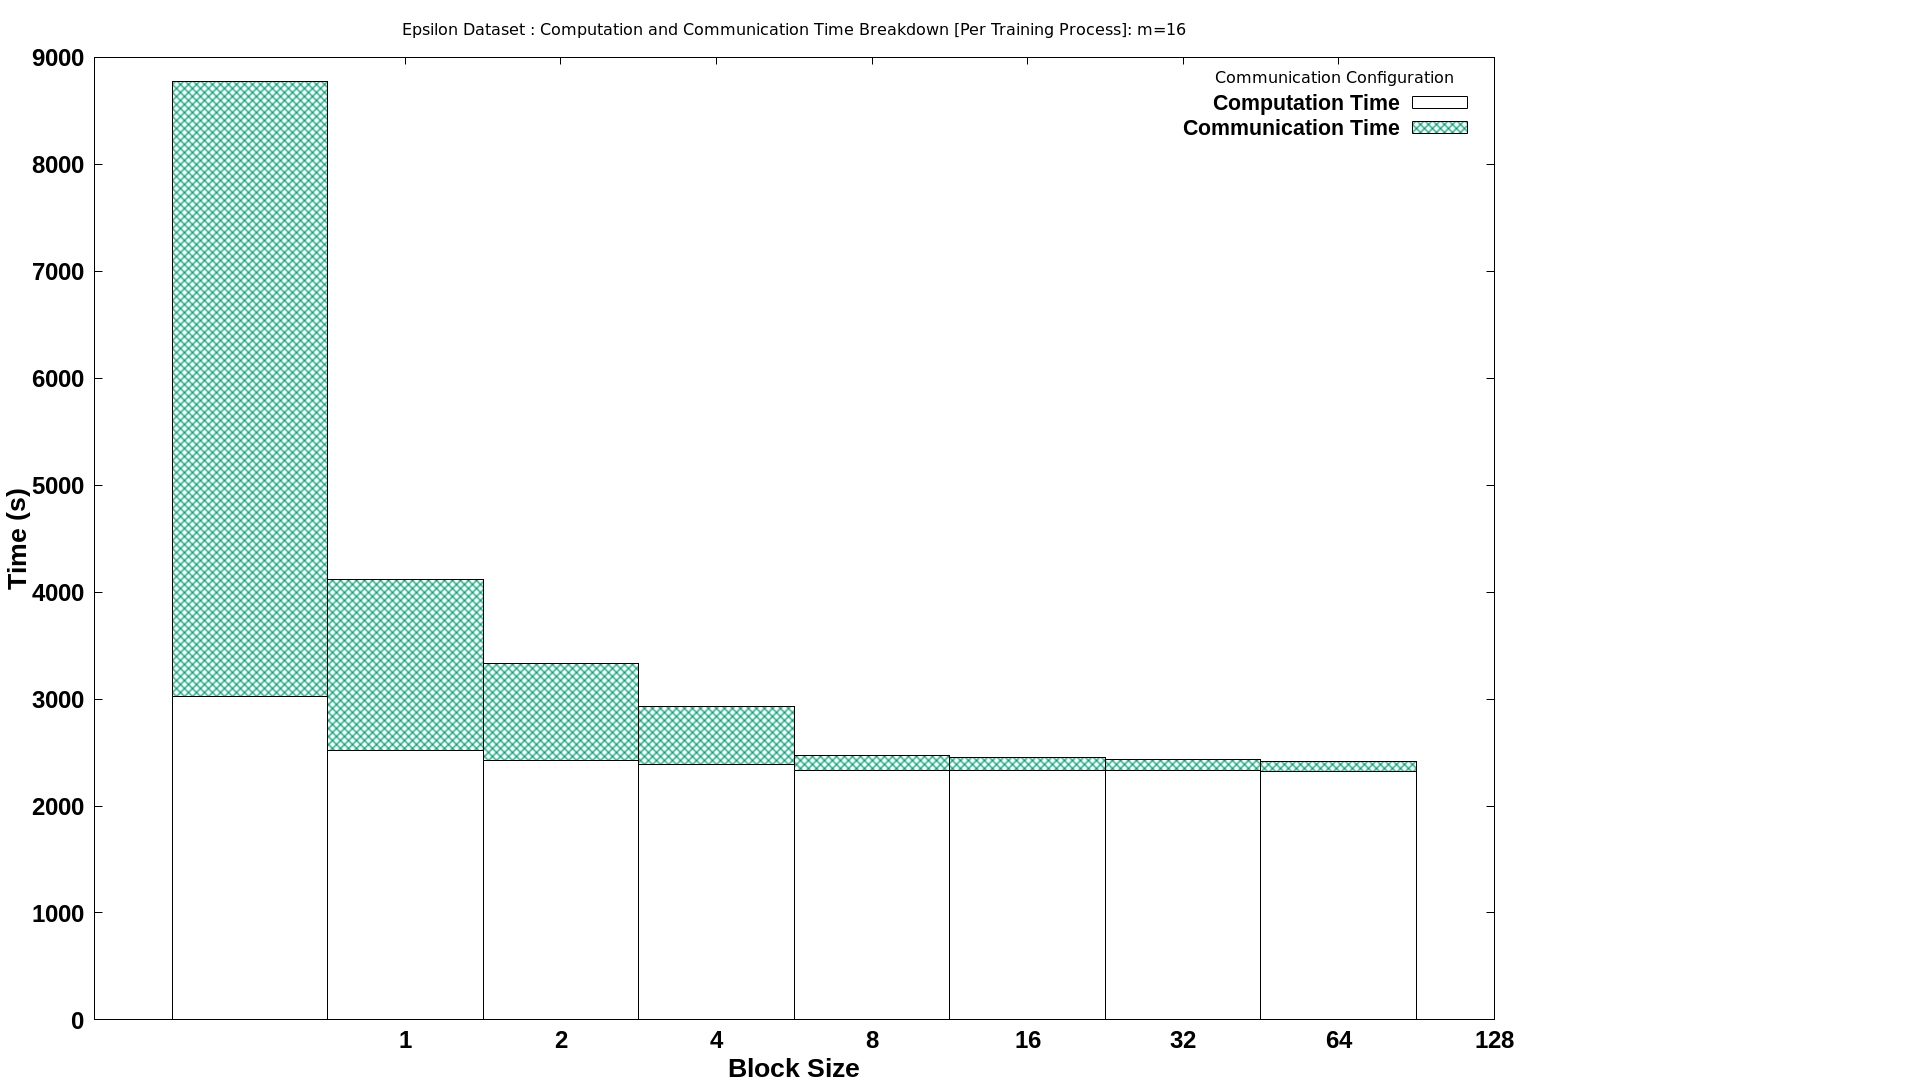 Epsilon Dataset : Computation and Communication Time Breakdown [Per Training Process]: m=16
Communication Configuration
Computation Time
Communication Time
9000
8000
7000
6000
5000
4000
3000
2000
1000
0
Time (s)
1 2 4 8 16 32 64 128
Block Size